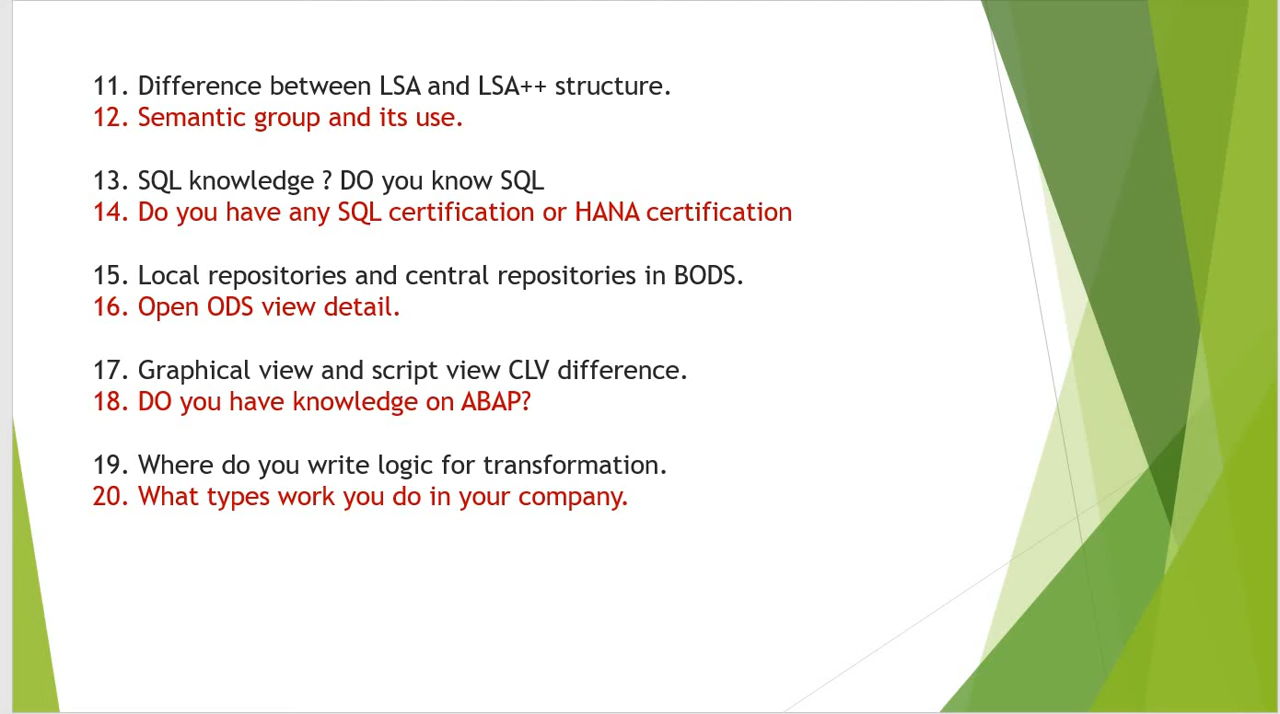 11. Difference between LSA and LSA++ structure.
12. Semantic group and its use.
13. SQL knowledge ? DO you know SQL
14. Do you have any SQL certification or HANA certification
15. Local repositories and central repositories in BODS.
16. Open ODS view detail.
17. Graphical view and script view CLV difference.
18. DO you have knowledge on ABAP?
19. Where do you write logic for transformation.
20. What types work you do in your company.